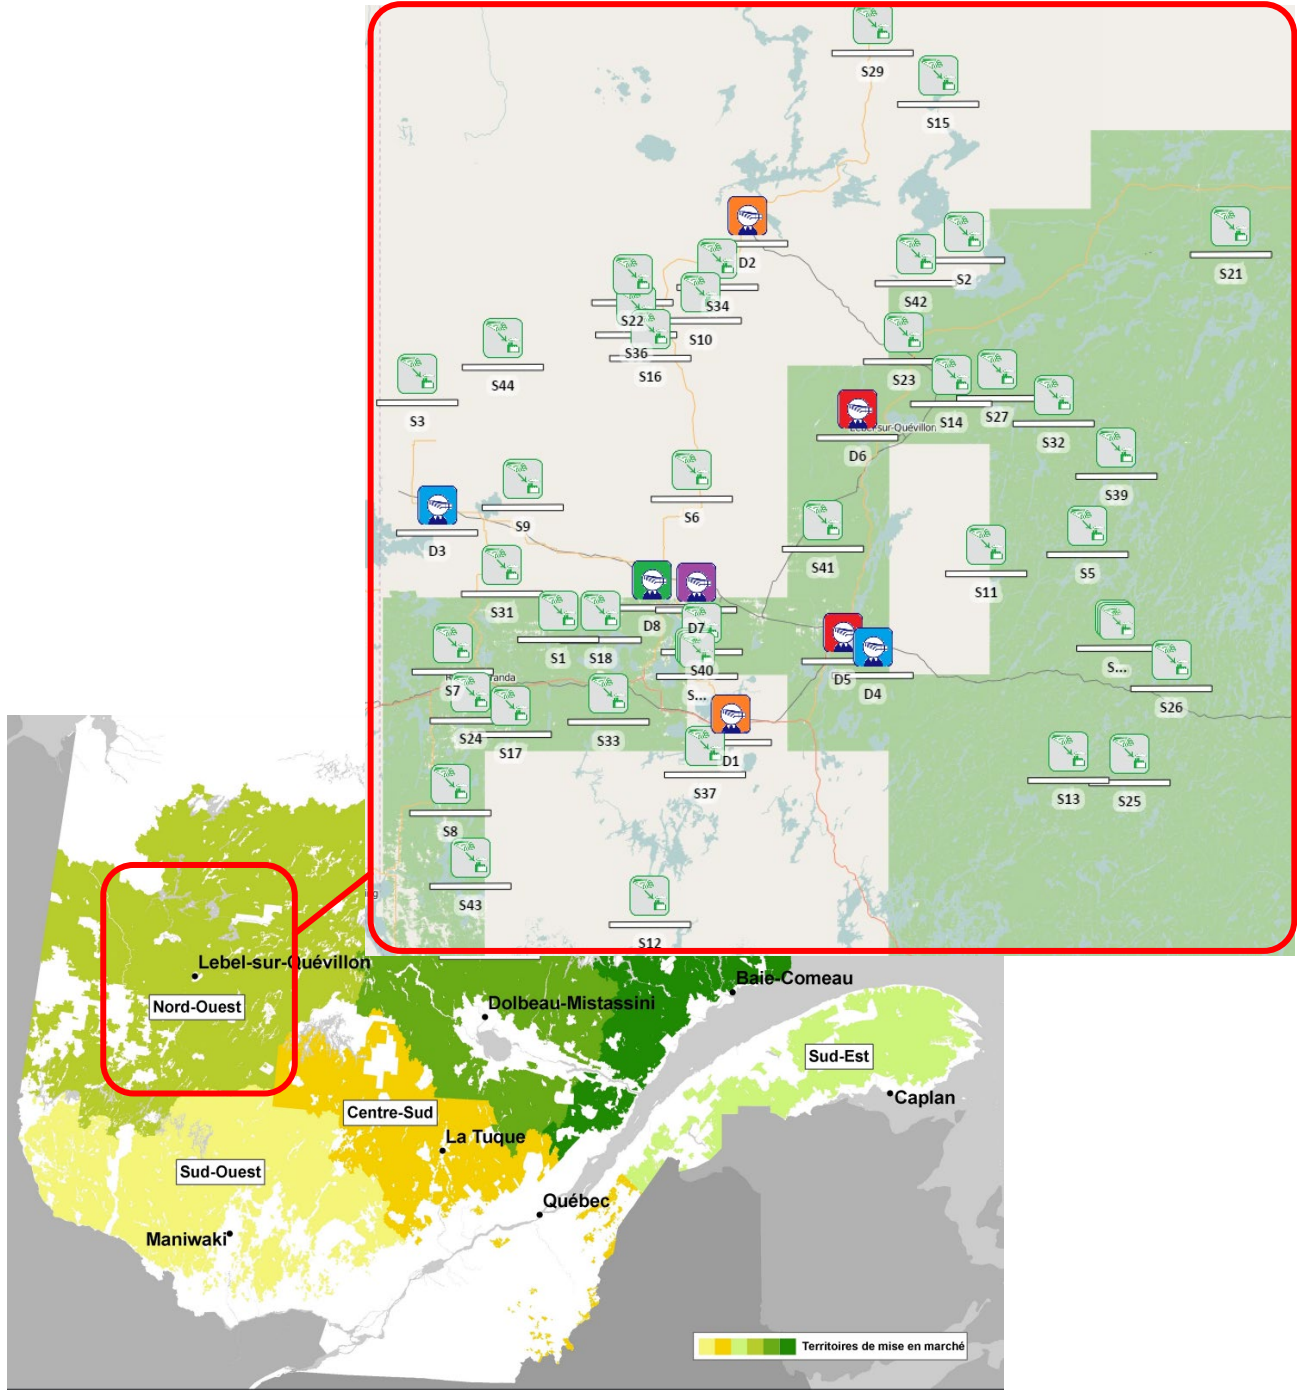 S29
S15
S21
D2
S2
S42
S34
S22
S10
S36
S16
S23
S44
S3
S14
S27
S32
Lebel-sur-Quévillon
D6
S39
S9
S6
D3
S41
S5
S11
S31
D8
D7
S1
S18
S40
D5
D4
S...
S...
S7
S26
S24
S17
S33
D1
S37
S13
S25
S8
S43
S12
Lebel-sur-Quévillon
Nord-Ouest
Baie-Comeau
Dolbeau-Mistassini
Sud-Est
Caplan
Centre-Sud
La Tuque
Sud-Ouest
Québec
Maniwaki
Territoires de mise en marché